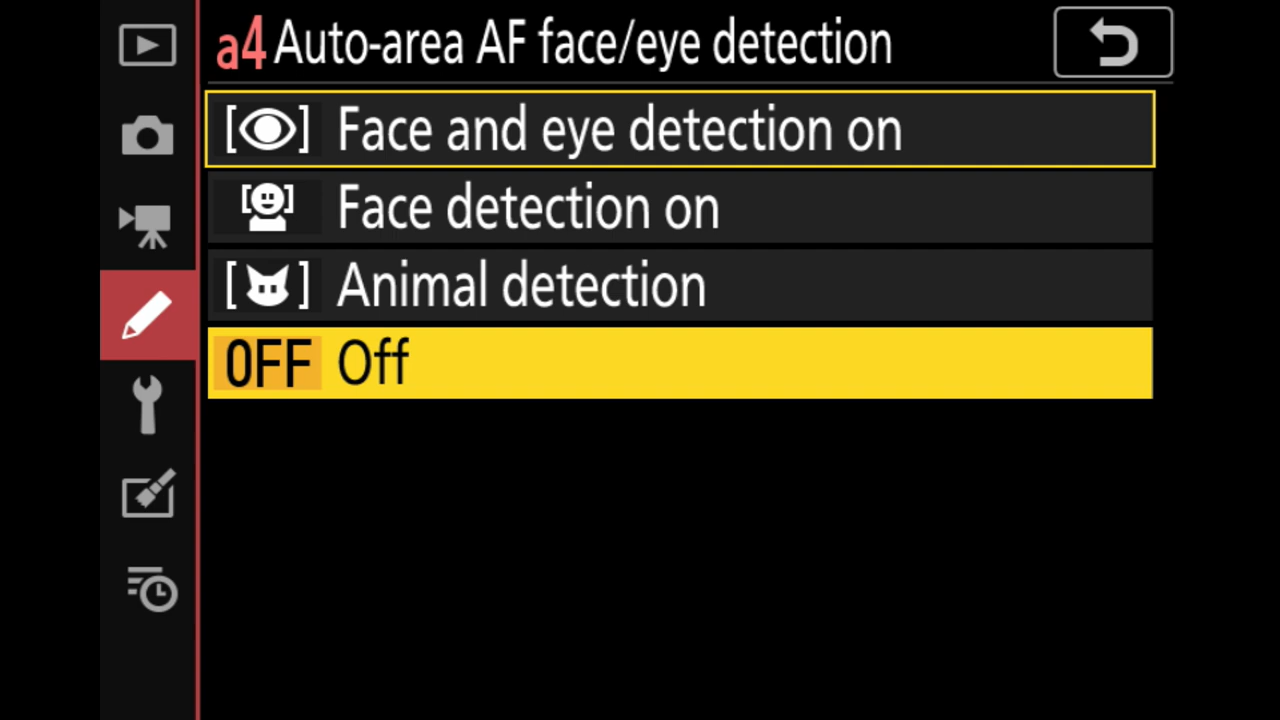 a4 Auto-area AF face/eye detection
Face and eye detection on
Face detection on
Animal detection
OFF Off